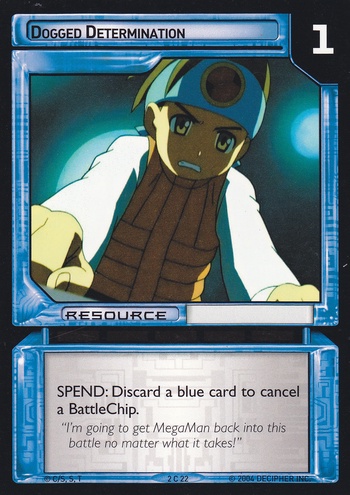 Dogged Determination
1
RESOURCE
SPEND: Discard a blue card to cancel
a BattleChip.
"I'm going to get MegaMan back into this
battle no matter what it takes!"
© C/S, S, T 2 C 22 © 2004 DECIPHER INC.